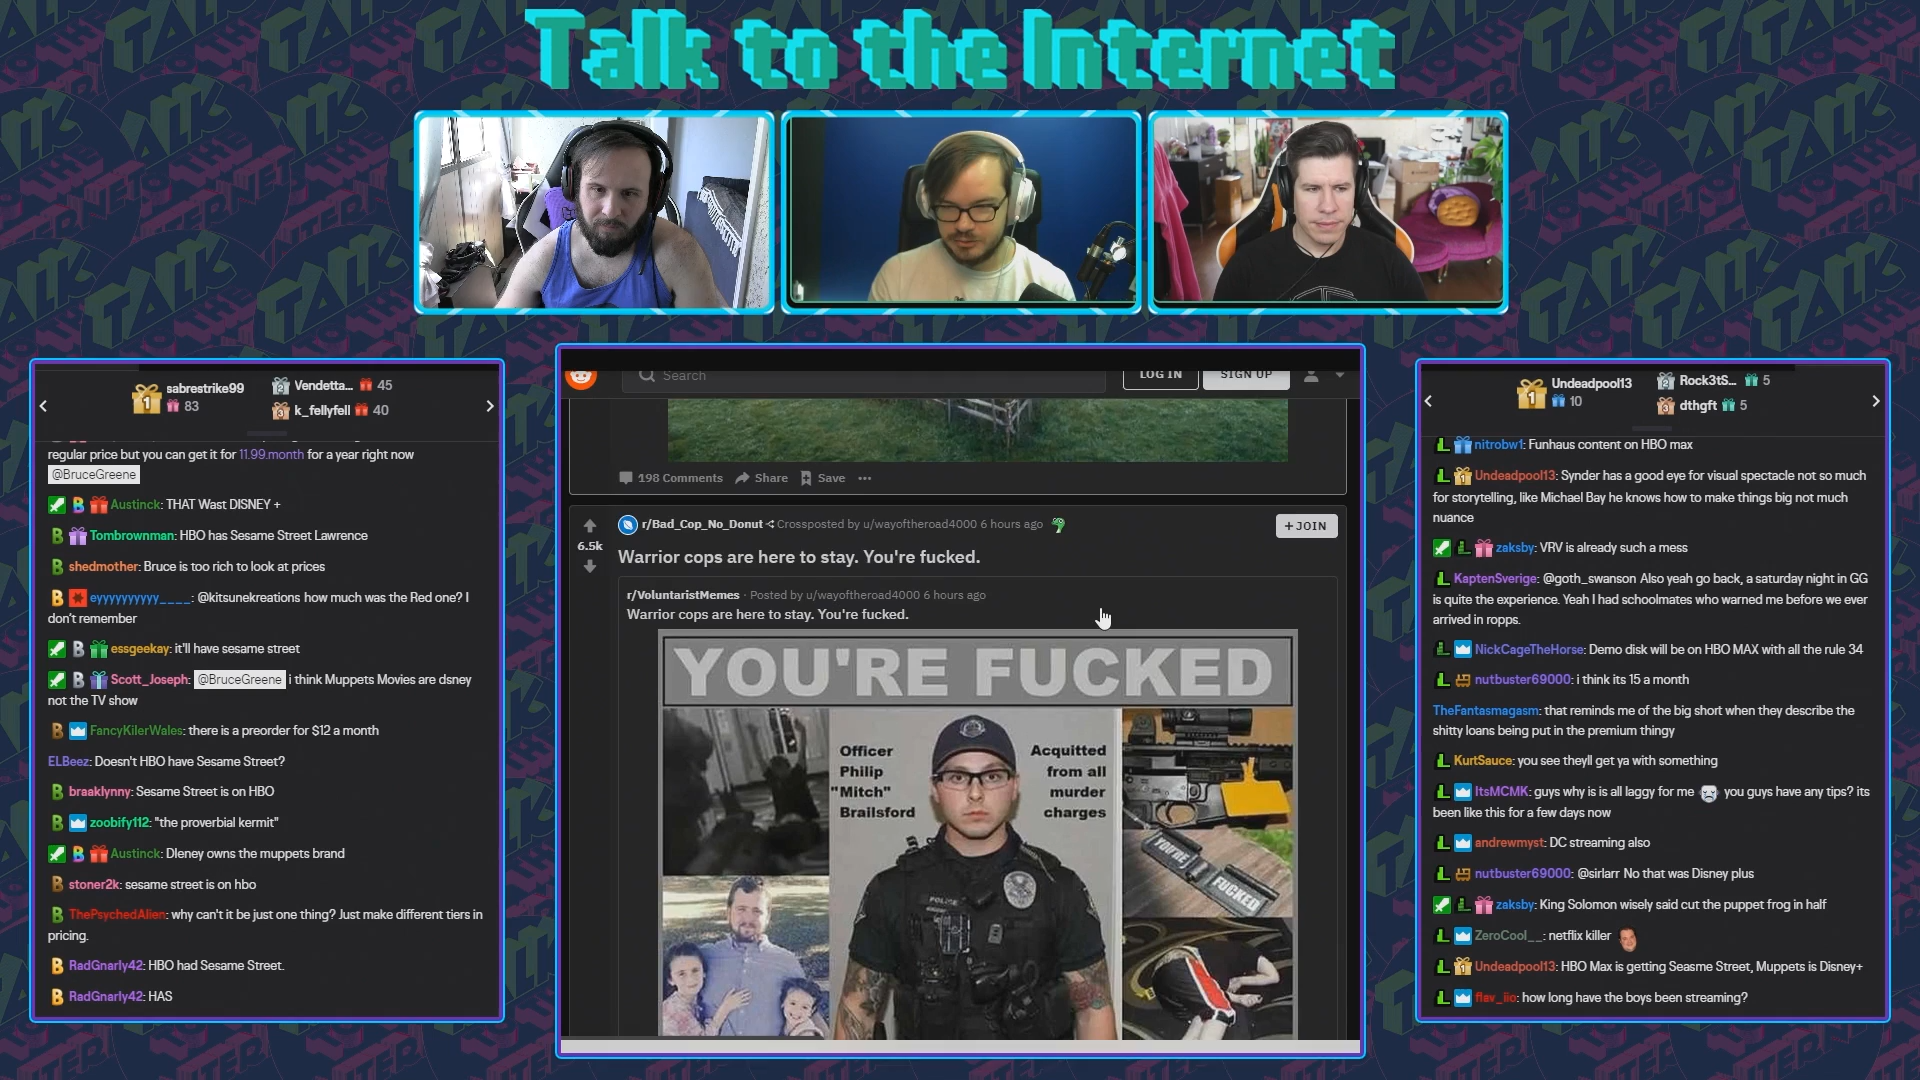 Talk to the Internet
sabrestrike99
83
Vendetta... 45
k_fellyfell 40
regular price but you can get it for 11.99.month for a year right now
@BruceGreene
Austinck: THAT Wast DISNEY +
Tombrownman: HBO has Sesame Street Lawrence
shedmother: Bruce is too rich to look at prices
eyyyyyyyyyy____: @kitsunekreations how much was the Red one? I
don't remember
essgeekay: it'll have sesame street
Scott_Joseph: @BruceGreene i think Muppets Movies are dsney
not the TV show
FancyKilerWales: there is a preorder for $12 a month
ELBeez: Doesn't HBO have Sesame Street?
braaklynny: Sesame Street is on HBO
zoobify112: "the proverbial kermit"
Austinck: DIeney owns the muppets brand
stoner2k: sesame street is on hbo
ThePsychedAlien: why can't it be just one thing? Just make different tiers in
pricing.
RadGnarly42: HBO had Sesame Street.
RadGnarly42: HAS
Search
LOG IN
SIGN UP
198 Comments Share Save
r/Bad_Cop_No_Donut Crossposted by u/wayoftheroad4000 6 hours ago
+ JOIN
6.5k
Warrior cops are here to stay. You're fucked.
r/VoluntaristMemes · Posted by u/wayoftheroad4000 6 hours ago
Warrior cops are here to stay. You're fucked.
YOU'RE FUCKED
Officer
Philip
"Mitch"
Brailsford
Acquitted
from all
murder
charges
POLICE
YOU'RE
FUCKED
Undeadpool13
10
Rock3tS... 5
dthgft 5
nitrobw1: Funhaus content on HBO max
Undeadpool13: Synder has a good eye for visual spectacle not so much
for storytelling, like Michael Bay he knows how to make things big not much
nuance
zaksby: VRV is already such a mess
KaptenSverige: @goth_swanson Also yeah go back, a saturday night in GG
is quite the experience. Yeah I had schoolmates who warned me before we ever
arrived in ropps.
NickCageTheHorse: Demo disk will be on HBO MAX with all the rule 34
nutbuster69000: i think its 15 a month
TheFantasmagasm: that reminds me of the big short when they describe the
shitty loans being put in the premium thingy
KurtSauce: you see theyll get ya with something
ItsMCMK: guys why is is all laggy for me you guys have any tips? its
been like this for a few days now
andrewmyst: DC streaming also
nutbuster69000: @sirlarr No that was Disney plus
zaksby: King Solomon wisely said cut the puppet frog in half
ZeroCool__: netflix killer
Undeadpool13: HBO Max is getting Seasme Street, Muppets is Disney+
flav_iio: how long have the boys been streaming?